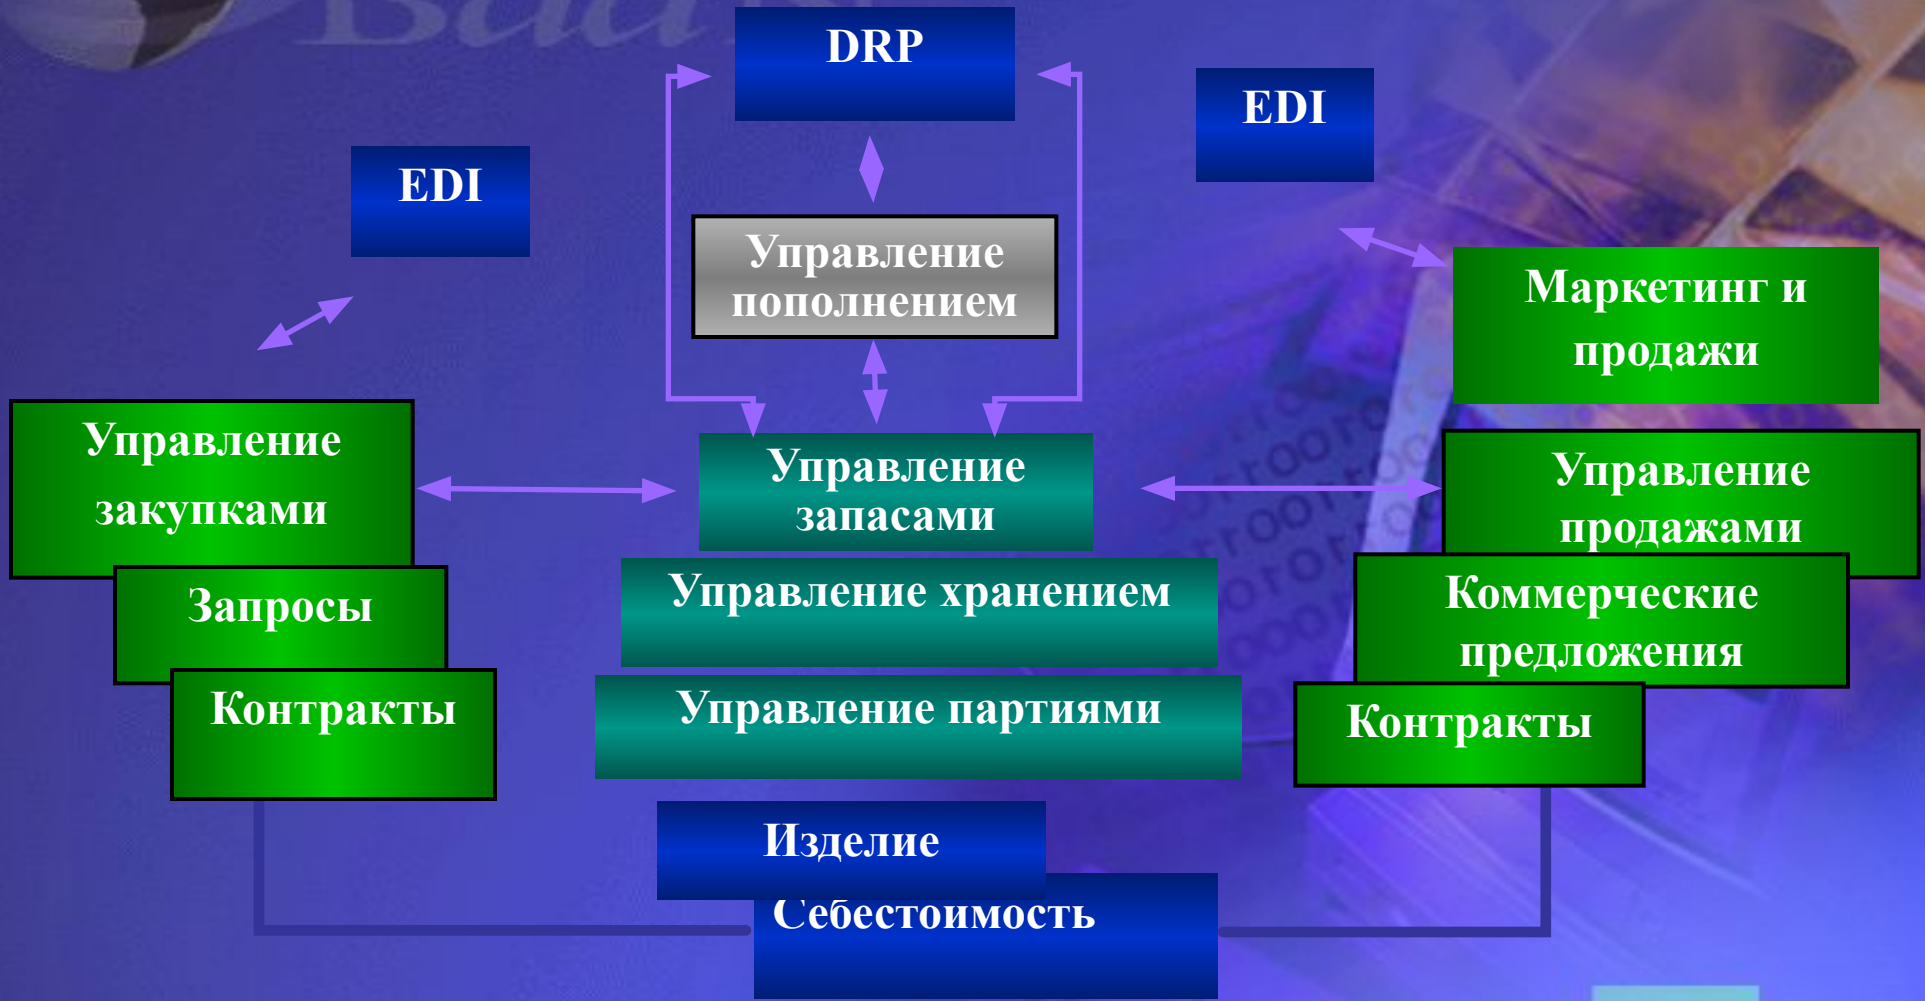 Baan
DRP
EDI
EDI
Управление
пополнением
Маркетинг и
продажи
Управление
закупками
Управление
запасами
Управление
продажами
Запросы
Управление хранением
Коммерческие
предложения
Контракты
Управление партиями
Контракты
Изделие
Себестоимость